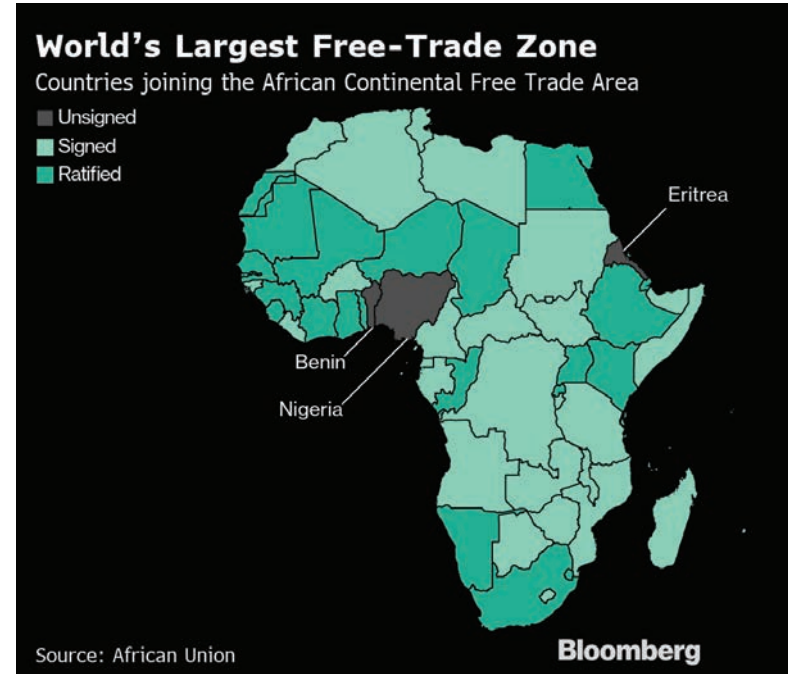 World's Largest Free-Trade Zone
Countries joining the African Continental Free Trade Area
Unsigned
Signed
Ratified
Eritrea
Benin
Nigeria
Source: African Union
Bloomberg